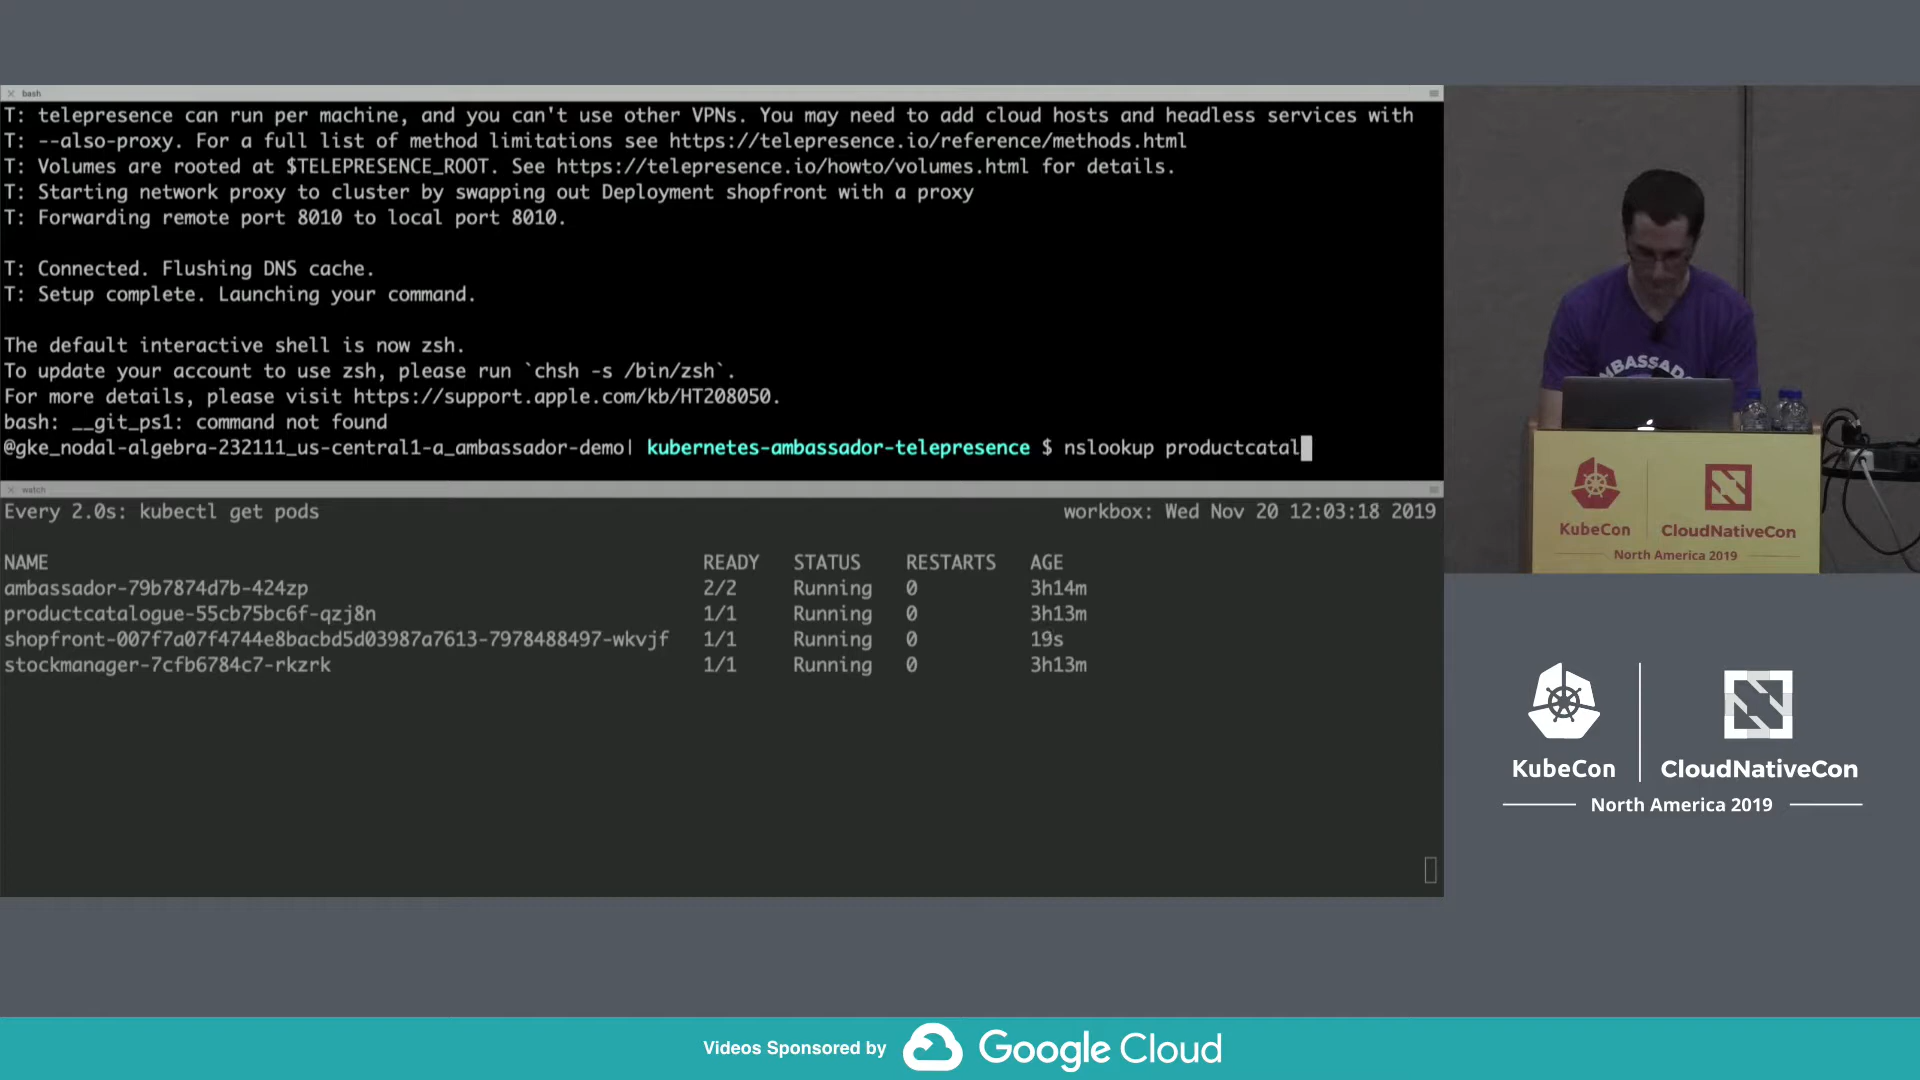 bash
T: telepresence can run per machine, and you can't use other VPNs. You may need to add cloud hosts and headless services with
T: --also-proxy. For a full list of method limitations see https://telepresence.io/reference/methods.html
T: Volumes are rooted at $TELEPRESENCE_ROOT. See https://telepresence.io/howto/volumes.html for details.
T: Starting network proxy to cluster by swapping out Deployment shopfront with a proxy
T: Forwarding remote port 8010 to local port 8010.
T: Connected. Flushing DNS cache.
T: Setup complete. Launching your command.
The default interactive shell is now zsh.
To update your account to use zsh, please run `chsh -s /bin/zsh`.
For more details, please visit https://support.apple.com/kb/HT208050.
bash: __git_ps1: command not found
@gke_nodal-algebra-232111_us-central1-a_ambassador-demo| kubernetes-ambassador-telepresence $ nslookup productcatal
watch
Every 2.0s: kubectl get pods workbox: Wed Nov 20 12:03:18 2019
NAME READY STATUS RESTARTS AGE
ambassador-79b7874d7b-424zp 2/2 Running 0 3h14m
productcatalogue-55cb75bc6f-qzj8n 1/1 Running 0 3h13m
shopfront-007f7a07f4744e8bacbd5d03987a7613-7978488497-wkvjf 1/1 Running 0 19s
stockmanager-7cfb6784c7-rkzrk 1/1 Running 0 3h13m
KubeCon CloudNativeCon
North America 2019
KubeCon CloudNativeCon
North America 2019
Videos Sponsored by Google Cloud